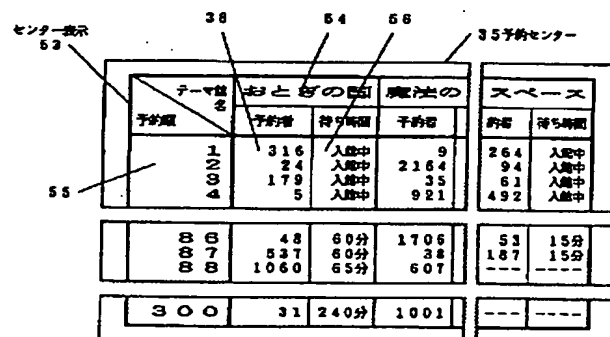 38 54 56
センター表示
53
35予約センター
テーマ館名 おとぎの国 魔法の スペース
予約順 予約者 待ち時間 予約者 約者 待ち時間
1 316 入館中 9 264 入館中
2 24 入館中 2164 94 入館中
3 179 入館中 35 61 入館中
4 5 入館中 921 492 入館中
55
86 48 60分 1706 53 15分
87 537 60分 38 187 15分
88 1060 65分 607 --- ----
300 31 240分 1001 --- ----